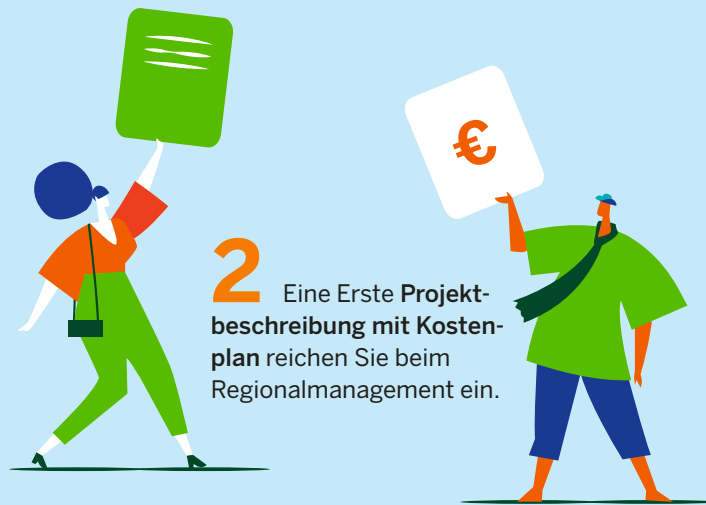 €
2 Eine Erste Projekt-
beschreibung mit Kosten-
plan reichen Sie beim
Regionalmanagement ein.